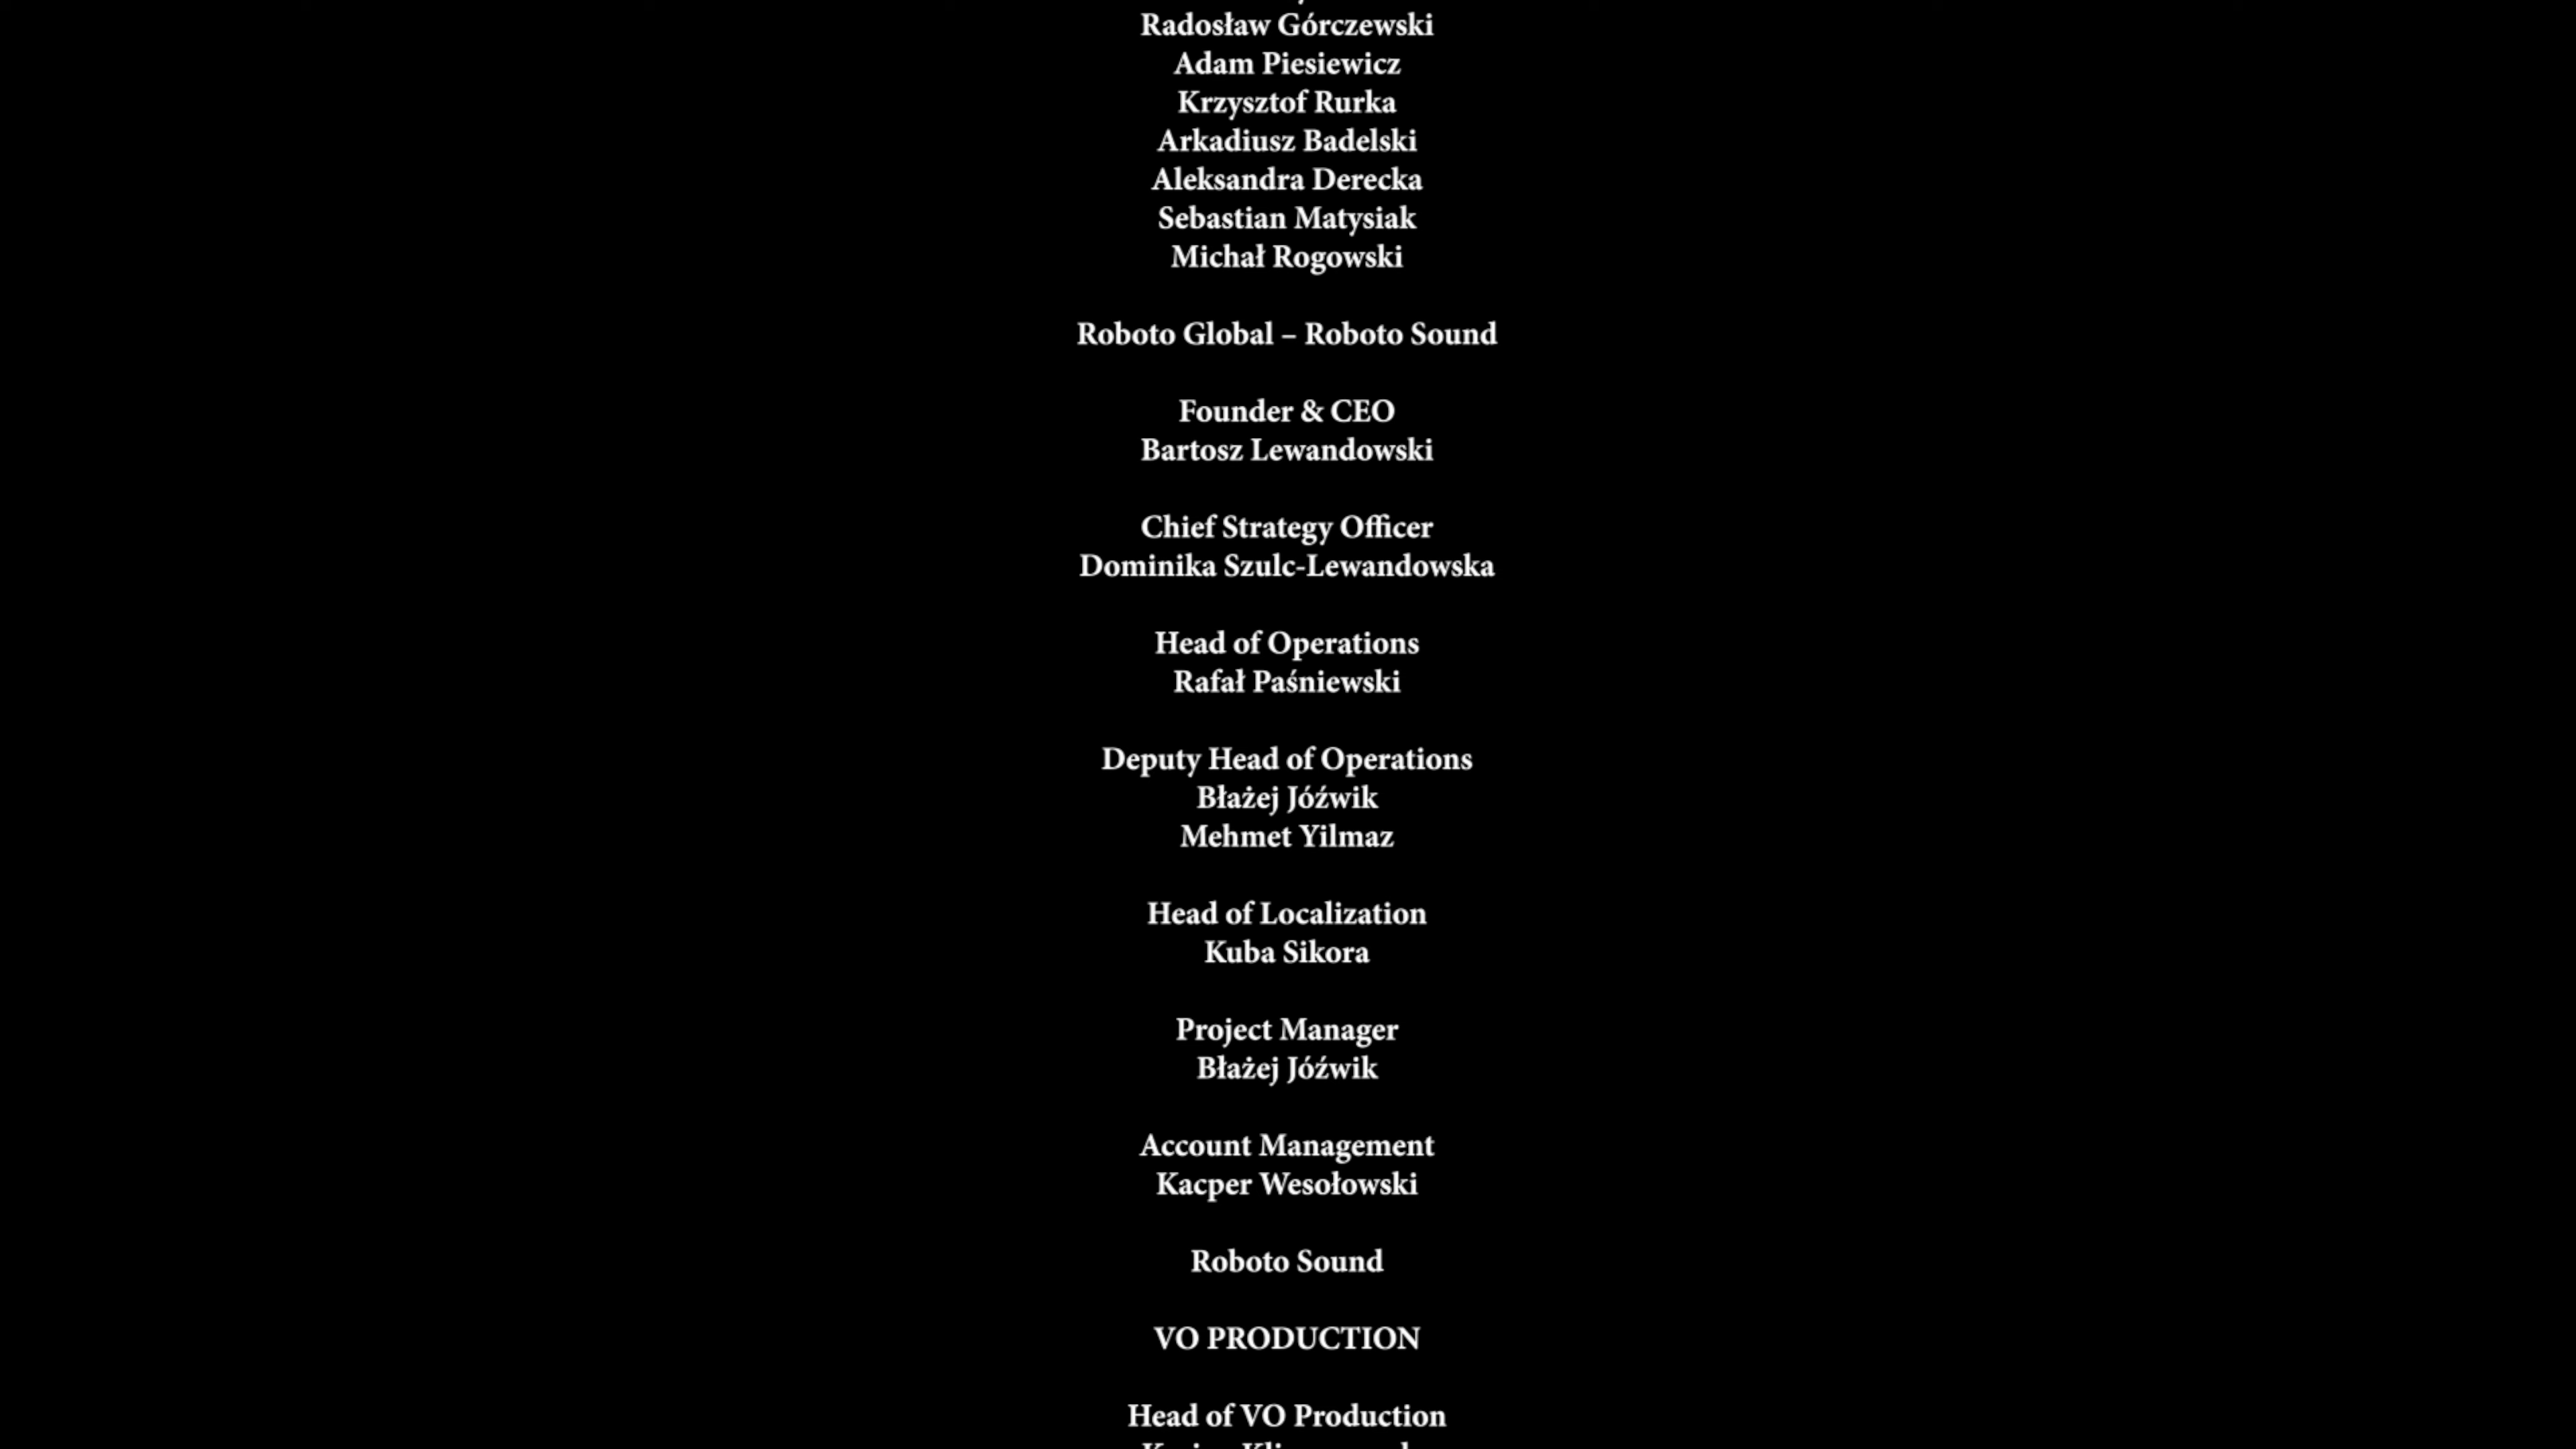 Radosław Górczewski
Adam Piesiewicz
Krzysztof Rurka
Arkadiusz Badelski
Aleksandra Derecka
Sebastian Matysiak
Michał Rogowski
Roboto Global – Roboto Sound
Founder & CEO
Bartosz Lewandowski
Chief Strategy Officer
Dominika Szulc-Lewandowska
Head of Operations
Rafał Paśniewski
Deputy Head of Operations
Błażej Jóźwik
Mehmet Yilmaz
Head of Localization
Kuba Sikora
Project Manager
Błażej Jóźwik
Account Management
Kacper Wesołowski
Roboto Sound
VO PRODUCTION
Head of VO Production